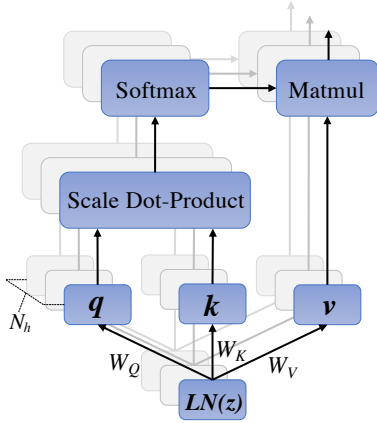 Softmax
Matmul
Scale Dot-Product
q
k
v
N_h
W_Q
W_K
W_V
LN(z)